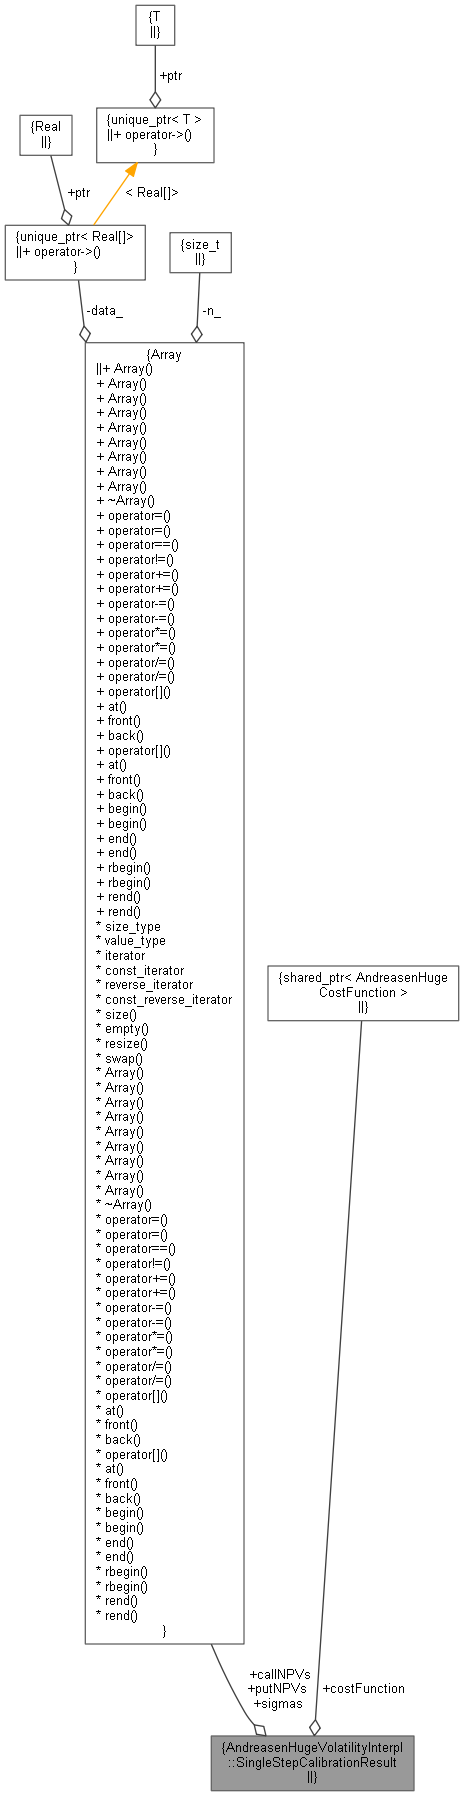 {T
||}
+ptr
{unique_ptr< T >
||+ operator->()
}
{Real
||}
+ptr
< Real[]>
{unique_ptr< Real[]>
||+ operator->()
}
{size_t
||}
-data_
-n_
{Array
||+ Array()
+ Array()
+ Array()
+ Array()
+ Array()
+ Array()
+ Array()
+ Array()
+ Array()
+ ~Array()
+ operator=()
+ operator=()
+ operator==()
+ operator!=()
+ operator+=()
+ operator+=()
+ operator-=()
+ operator-=()
+ operator*=()
+ operator*=()
+ operator/=()
+ operator/=()
+ operator[]()
+ at()
+ front()
+ back()
+ operator[]()
+ at()
+ front()
+ back()
+ begin()
+ begin()
+ end()
+ end()
+ rbegin()
+ rbegin()
+ rend()
+ rend()
* size_type
* value_type
* iterator
* const_iterator
* reverse_iterator
* const_reverse_iterator
* size()
* empty()
* resize()
* swap()
* Array()
* Array()
* Array()
* Array()
* Array()
* Array()
* Array()
* Array()
* Array()
* ~Array()
* operator=()
* operator=()
* operator==()
* operator!=()
* operator+=()
* operator+=()
* operator-=()
* operator-=()
* operator*=()
* operator*=()
* operator/=()
* operator/=()
* operator[]()
* at()
* front()
* back()
* operator[]()
* at()
* front()
* back()
* begin()
* begin()
* end()
* end()
* rbegin()
* rbegin()
* rend()
* rend()
}
{shared_ptr< AndreasenHuge
CostFunction >
||}
+callNPVs
+putNPVs
+sigmas
+costFunction
{AndreasenHugeVolatilityInterpl
::SingleStepCalibrationResult
||}